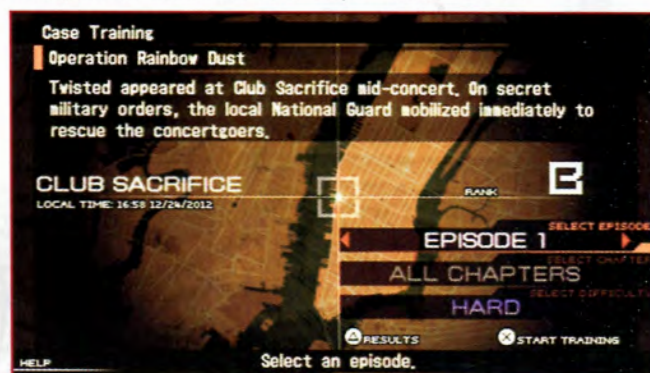 Case Training
Operation Rainbow Dust
Twisted appeared at Club Sacrifice mid-concert. On secret
military orders, the local National Guard mobilized immediately to
rescue the concertgoers.
CLUB SACRIFICE
LOCAL TIME: 16:58 12/24/2012
RANK
B
SELECT EPISODE
EPISODE 1
SELECT CHAPTER
ALL CHAPTERS
SELECT DIFFICULTY
HARD
RESULTS
START TRAINING
HELP
Select an episode.